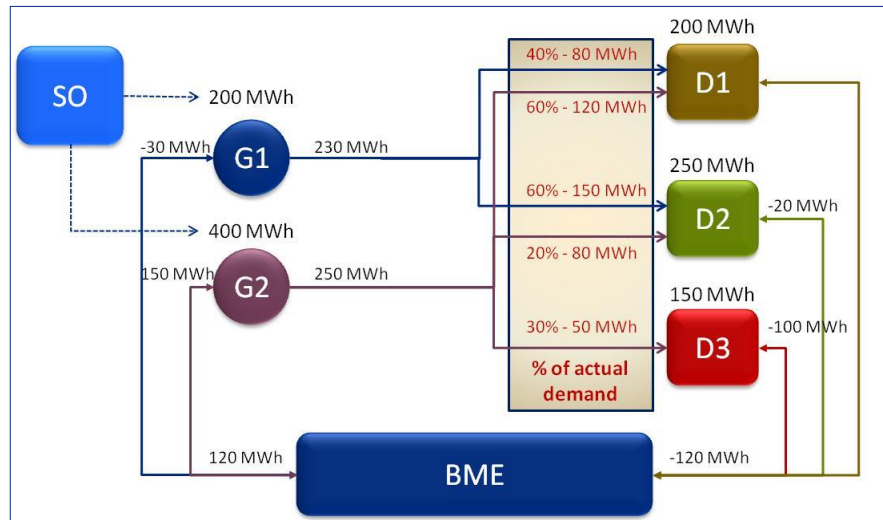 SO
200 MWh
-30 MWh
G1
230 MWh
400 MWh
150 MWh
G2
250 MWh
40% - 80 MWh
60% - 120 MWh
60% - 150 MWh
20% - 80 MWh
30% - 50 MWh
% of actual
demand
200 MWh
D1
250 MWh
D2
-20 MWh
150 MWh
D3
-100 MWh
120 MWh
BME
-120 MWh